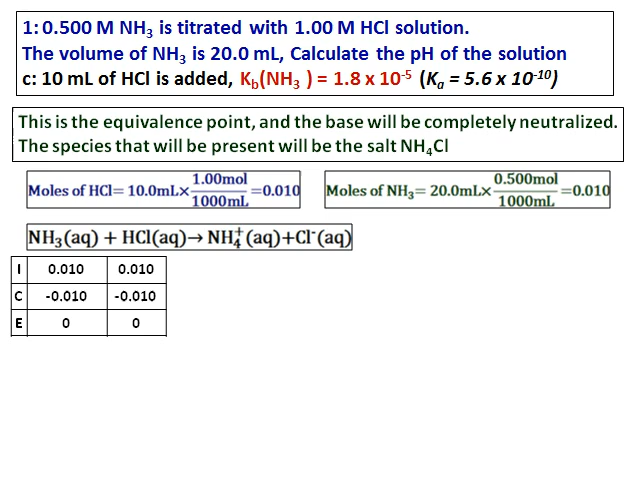 1: 0.500 M NH₃ is titrated with 1.00 M HCl solution.
The volume of NH₃ is 20.0 mL, Calculate the pH of the solution
c: 10 mL of HCl is added, K_b(NH₃ ) = 1.8 x 10⁻⁵ (K_a = 5.6 x 10⁻¹⁰)
This is the equivalence point, and the base will be completely neutralized.
The species that will be present will be the salt NH₄Cl
Moles of HCl= 10.0mL× 1.00mol/1000mL =0.010
Moles of NH₃= 20.0mL× 0.500mol/1000mL =0.010
NH₃(aq) + HCl(aq)→ NH₄⁺(aq)+Cl⁻(aq)
I 0.010 0.010
C -0.010 -0.010
E 0 0